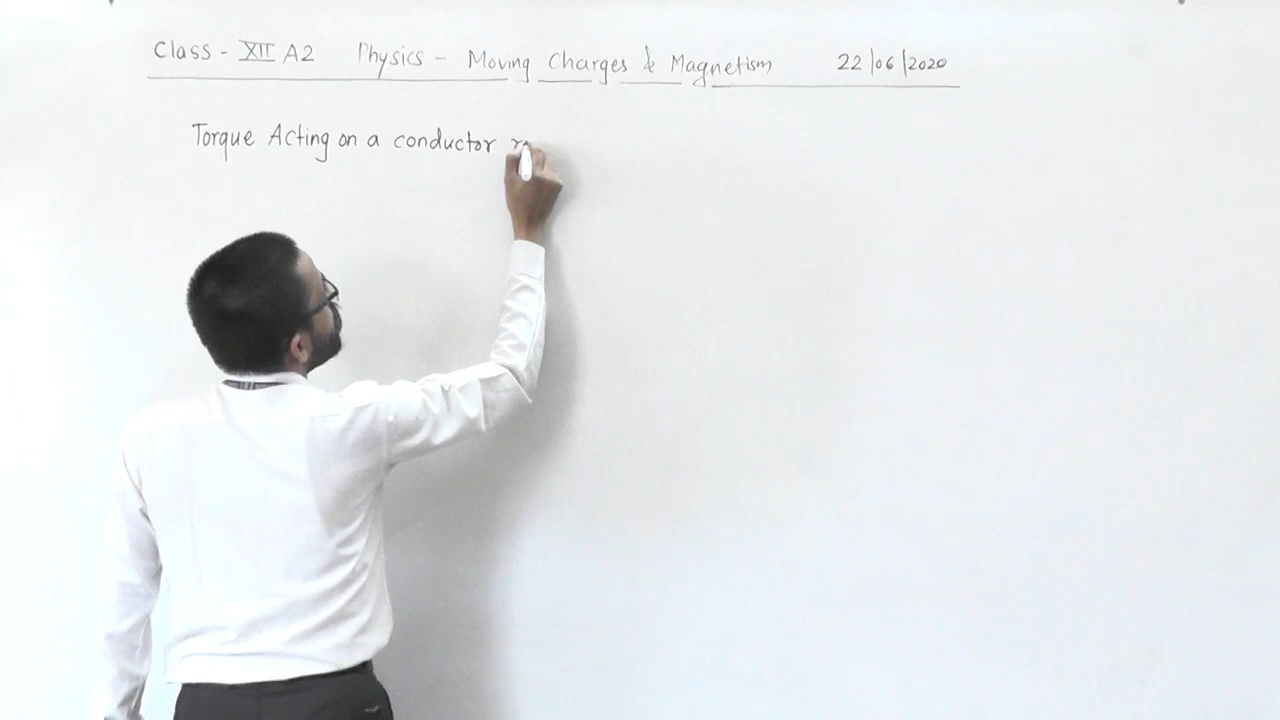 Class - XII A2 Physics - Moving Charges & Magnetism 22/06/2020
Torque Acting on a conductor